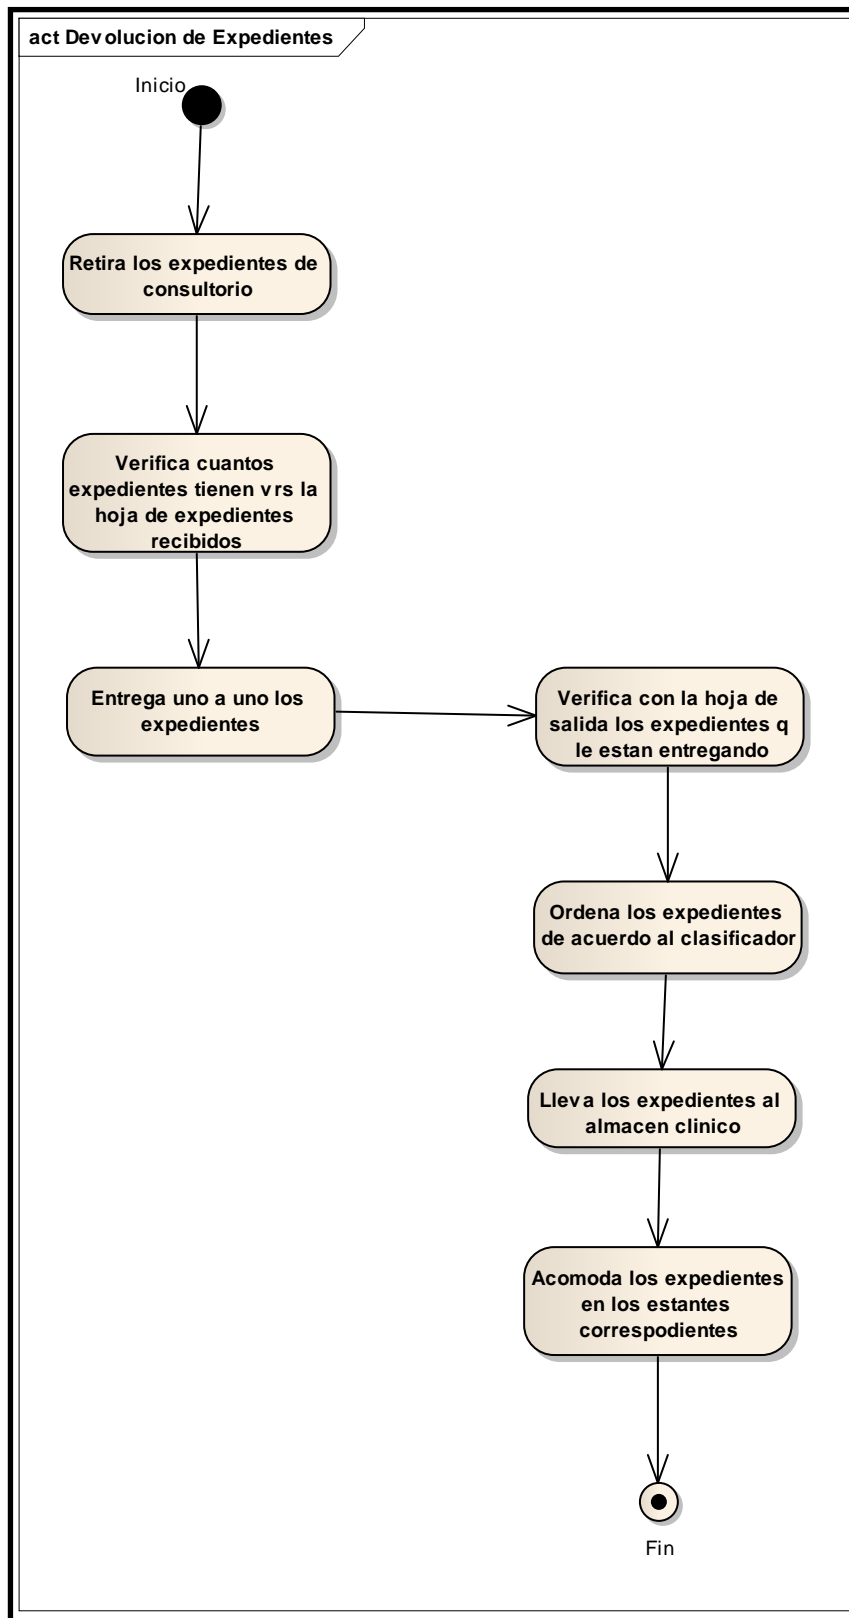 act Devolucion de Expedientes
Inicio
Retira los expedientes de
consultorio
Verifica cuantos
expedientes tienen vrs la
hoja de expedientes
recibidos
Entrega uno a uno los
expedientes
Verifica con la hoja de
salida los expedientes q
le estan entregando
Ordena los expedientes
de acuerdo al clasificador
Lleva los expedientes al
almacen clinico
Acomoda los expedientes
en los estantes
correspodientes
Fin